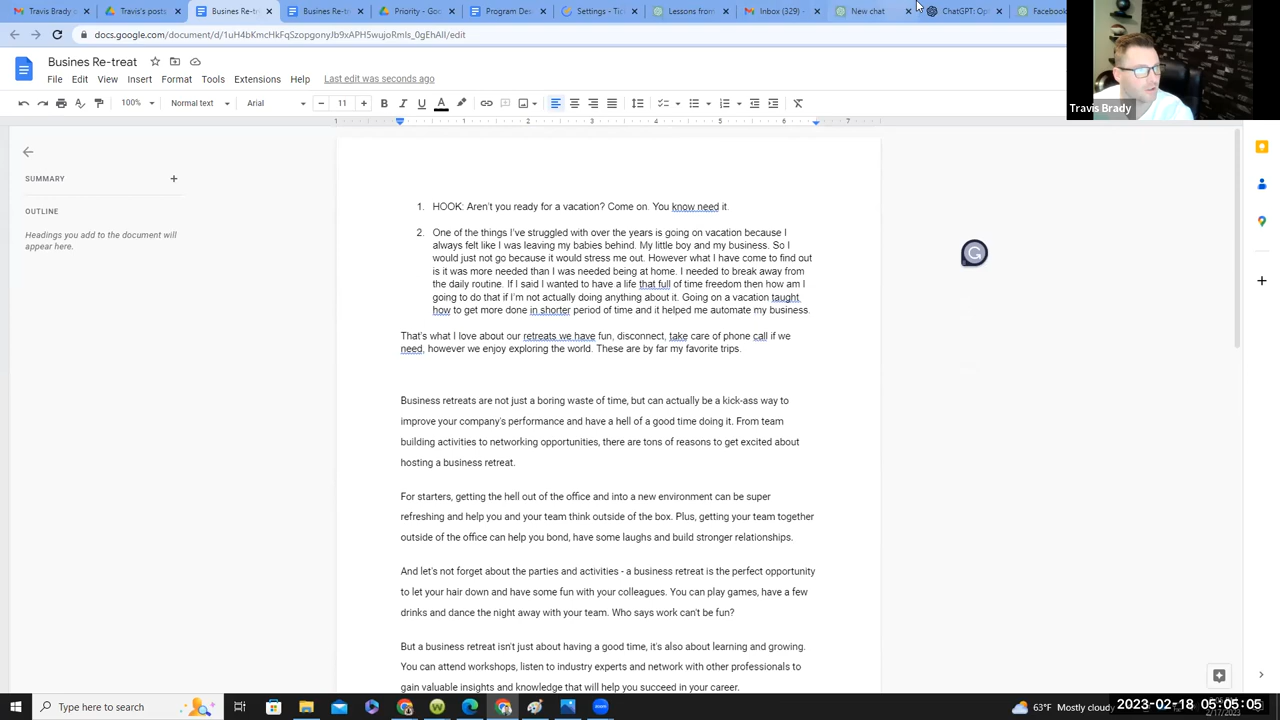 Travis and
Travis's posts
Busines Re-t
Busines Re-tr
Priority - Goo
Program Des
Settings - Tic
Lessons from
Inbox (329) -
New chat
ChatGPT: Op
Facebook
docs.google.com/document/d/1uH4bKmcHkFqSzopgonyJb9xAPH5wujoRmls_0gEhAlI/edit
Busines Re-treat
File Edit View Insert Format Tools Extensions Help Last edit was seconds ago
100% Normal text Arial 11 B I U A
Travis Brady
1 1 2 3 4 5 6 7
SUMMARY
OUTLINE
Headings you add to the document will
appear here.
1. HOOK: Aren't you ready for a vacation? Come on. You know need it.
2. One of the things I've struggled with over the years is going on vacation because I
always felt like I was leaving my babies behind. My little boy and my business. So I
would just not go because it would stress me out. However what I have come to find out
is it was more needed than I was needed being at home. I needed to break away from
the daily routine. If I said I wanted to have a life that full of time freedom then how am I
going to do that if I'm not actually doing anything about it. Going on a vacation taught
how to get more done in shorter period of time and it helped me automate my business.
That's what I love about our retreats we have fun, disconnect, take care of phone call if we
need, however we enjoy exploring the world. These are by far my favorite trips.
Business retreats are not just a boring waste of time, but can actually be a kick-ass way to
improve your company's performance and have a hell of a good time doing it. From team
building activities to networking opportunities, there are tons of reasons to get excited about
hosting a business retreat.
For starters, getting the hell out of the office and into a new environment can be super
refreshing and help you and your team think outside of the box. Plus, getting your team together
outside of the office can help you bond, have some laughs and build stronger relationships.
And let's not forget about the parties and activities - a business retreat is the perfect opportunity
to let your hair down and have some fun with your colleagues. You can play games, have a few
drinks and dance the night away with your team. Who says work can't be fun?
But a business retreat isn't just about having a good time, it's also about learning and growing.
You can attend workshops, listen to industry experts and network with other professionals to
gain valuable insights and knowledge that will help you succeed in your career.
Type here to search
63°F Mostly cloudy
2023-02-18 05:05:05